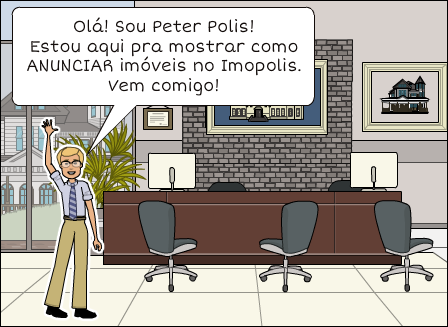 Olá! Sou Peter Polis!
Estou aqui pra mostrar como
ANUNCIAR imóveis no Imopolis.
Vem comigo!